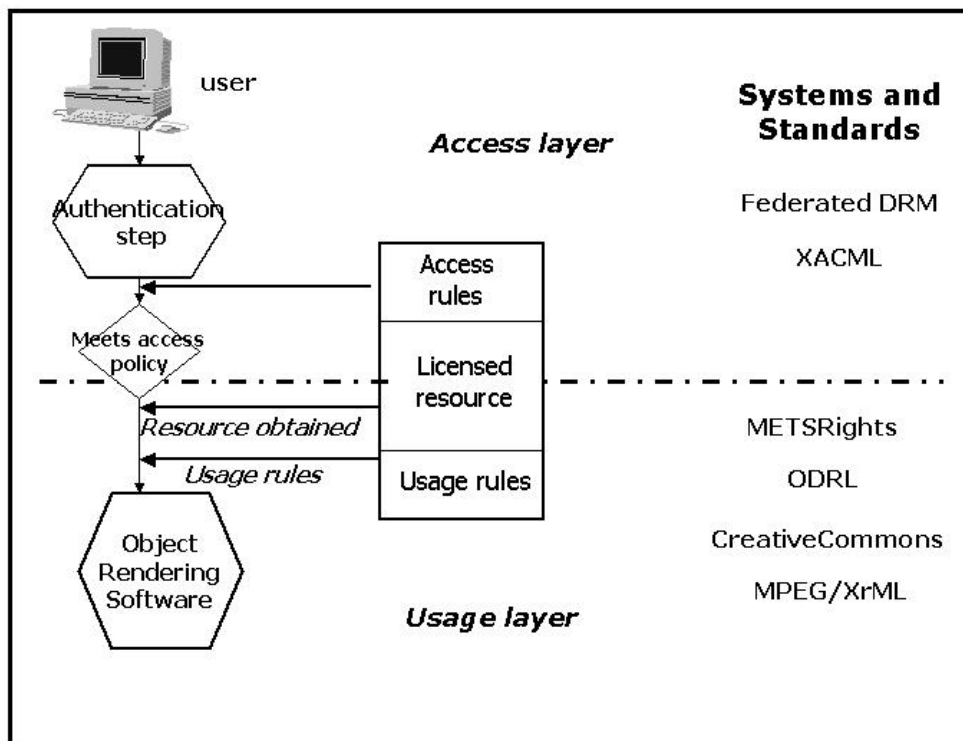 user
Systems and
Standards
Access layer
Authentication
step
Federated DRM
XACML
Access
rules
Meets access
policy
Licensed
resource
Resource obtained
METSRights
Usage rules
Usage rules
ODRL
Object
Rendering
Software
CreativeCommons
MPEG/XrML
Usage layer